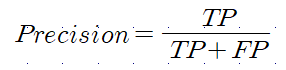 Precision = TP / (TP + FP)